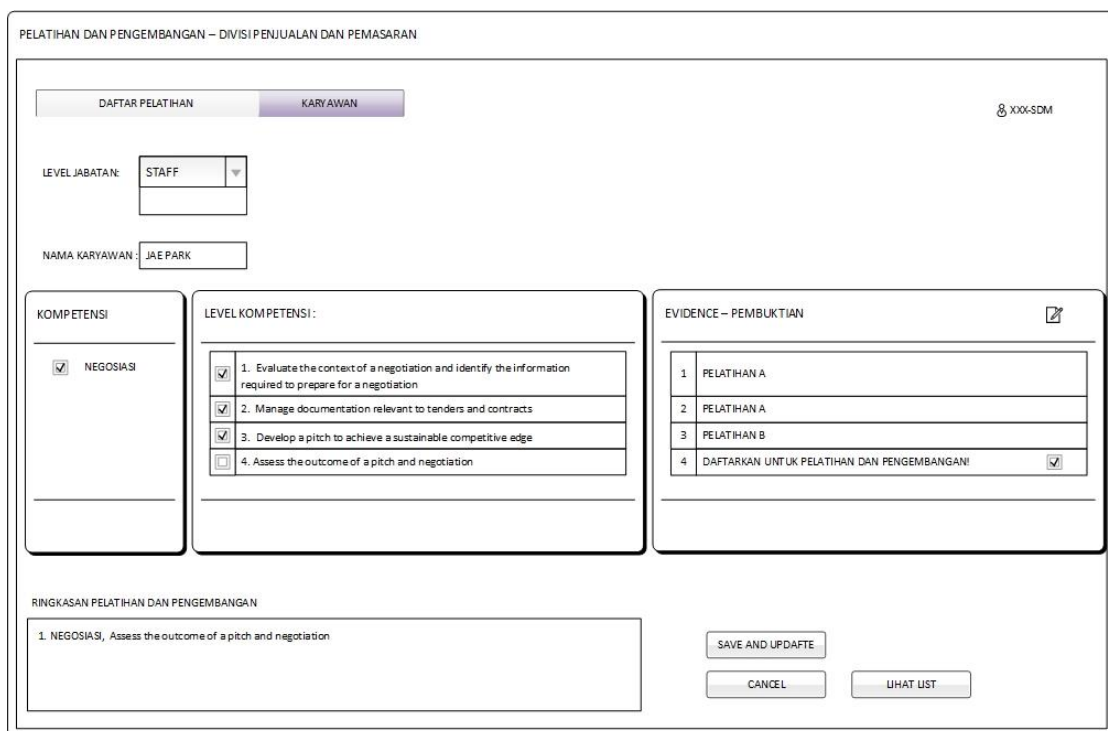 PELATIHAN DAN PENGEMBANGAN – DIVISI PENJUALAN DAN PEMASARAN
DAFTAR PELATIHAN
KARYAWAN
XXX-SDM
LEVEL JABATAN:
STAFF
NAMA KARYAWAN :
JAE PARK
KOMPETENSI
NEGOSIASI
LEVEL KOMPETENSI :
1. Evaluate the context of a negotiation and identify the information
required to prepare for a negotiation
2. Manage documentation relevant to tenders and contracts
3. Develop a pitch to achieve a sustainable competitive edge
4. Assess the outcome of a pitch and negotiation
EVIDENCE – PEMBUKTIAN
1 PELATIHAN A
2 PELATIHAN A
3 PELATIHAN B
4 DAFTARKAN UNTUK PELATIHAN DAN PENGEMBANGAN!
RINGKASAN PELATIHAN DAN PENGEMBANGAN
1. NEGOSIASI, Assess the outcome of a pitch and negotiation
SAVE AND UPDAFTE
CANCEL
LIHAT LIST